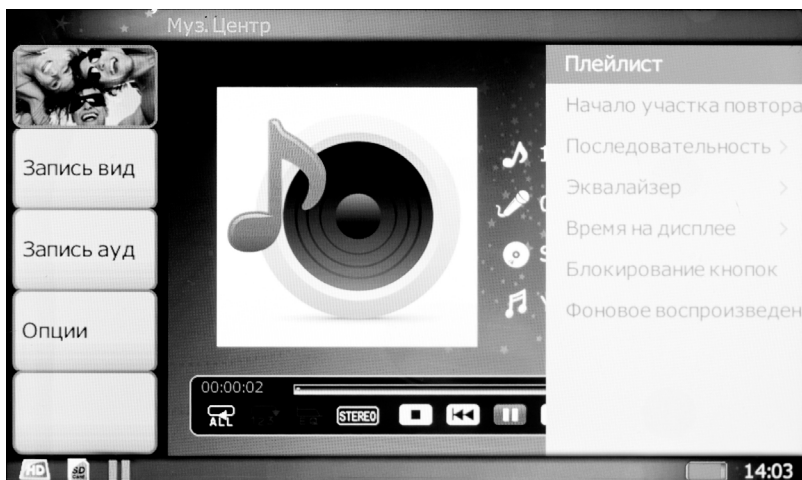 Муз. Центр
Запись вид
Запись ауд
Опции
Плейлист
Начало участка повтора
Последовательность >
Эквалайзер >
Время на дисплее >
Блокирование кнопок
Фоновое воспроизведен
00:00:02
ALL
STEREO
HD
SD
CARD
14:03